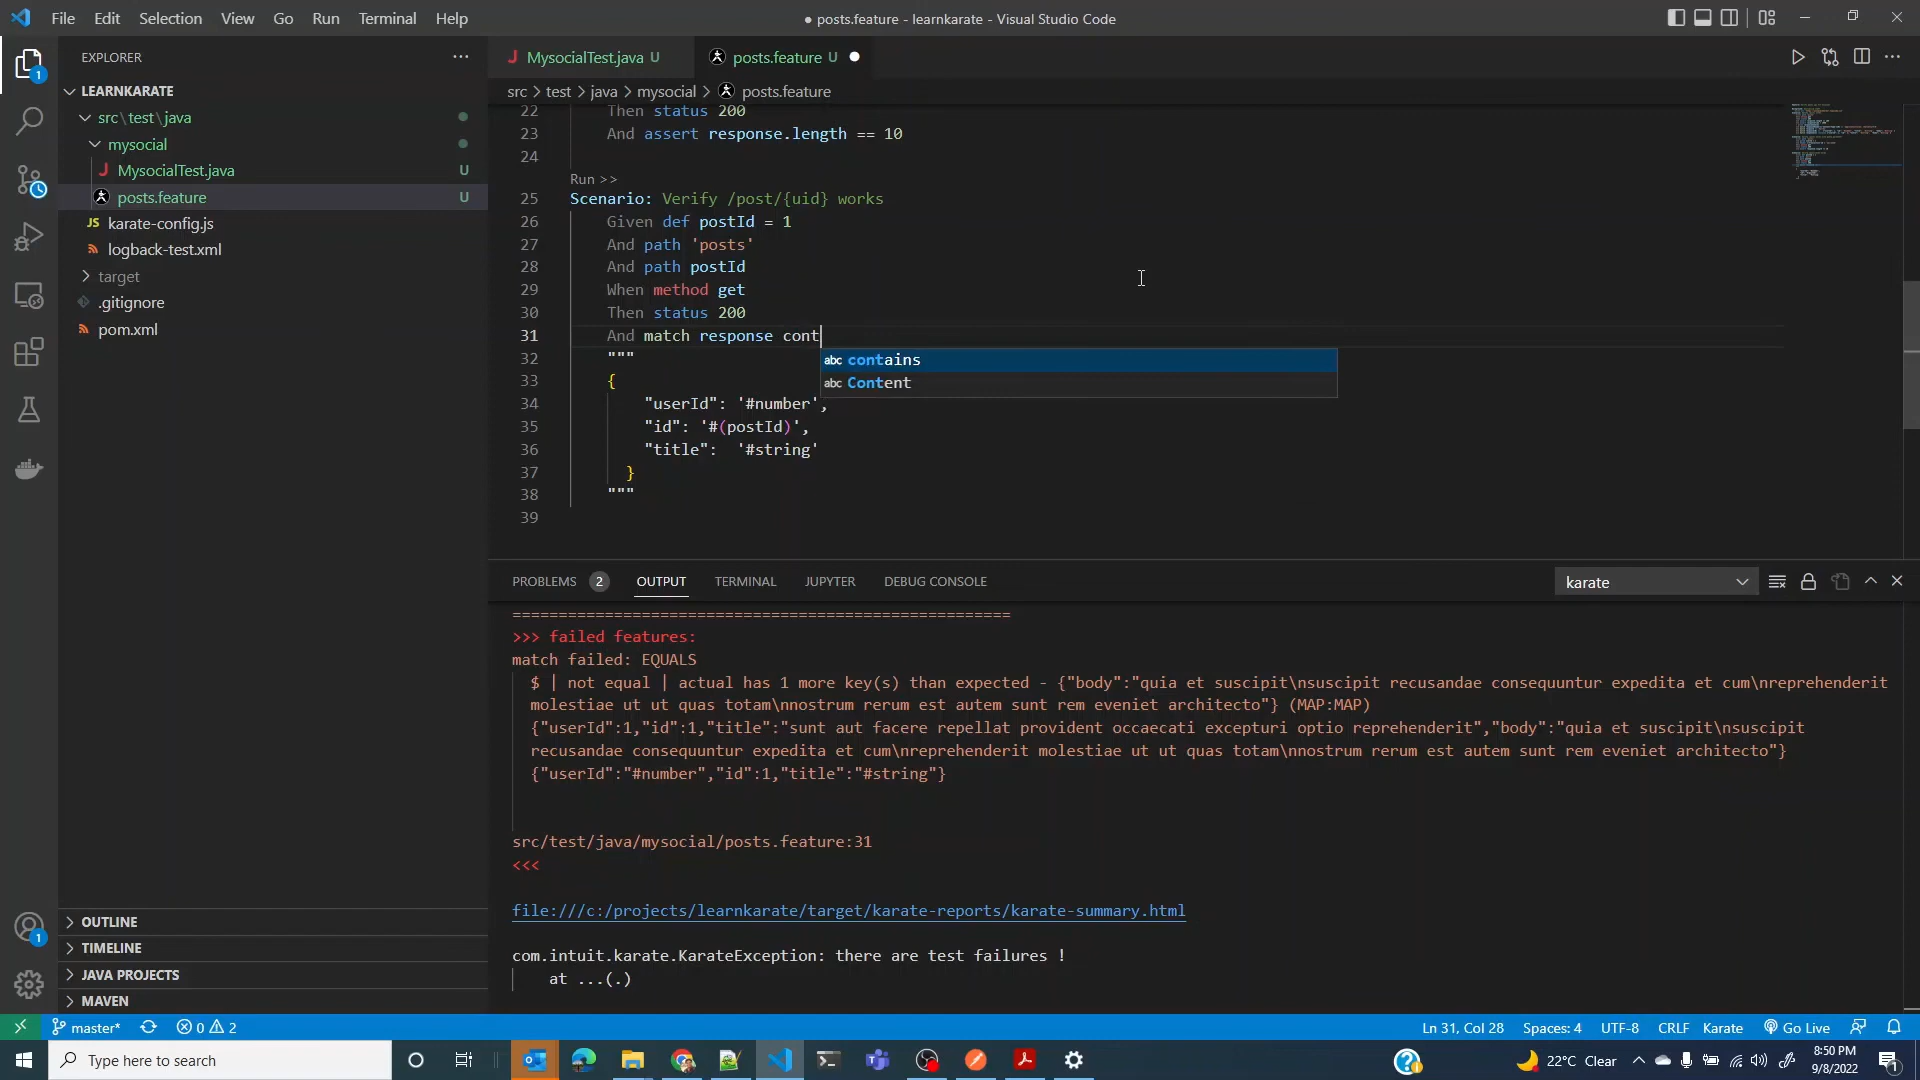 File Edit Selection View Go Run Terminal Help
● posts.feature - learnkarate - Visual Studio Code
EXPLORER
LEARNKARATE
src\test\java
mysocial
MysocialTest.java U
posts.feature U
karate-config.js
logback-test.xml
target
.gitignore
pom.xml
OUTLINE
TIMELINE
JAVA PROJECTS
MAVEN
MysocialTest.java U
posts.feature U
src > test > java > mysocial > posts.feature
22 Then status 200
23 And assert response.length == 10
24
Run >>
25 Scenario: Verify /post/{uid} works
26 Given def postId = 1
27 And path 'posts'
28 And path postId
29 When method get
30 Then status 200
31 And match response cont
32 """
abc contains
33 {
abc Content
34 "userId": '#number',
35 "id": '#(postId)',
36 "title":  '#string'
37 }
38 """
39
PROBLEMS 2 OUTPUT TERMINAL JUPYTER DEBUG CONSOLE
karate
======================================================
>>> failed features:
match failed: EQUALS
$ | not equal | actual has 1 more key(s) than expected - {"body":"quia et suscipit\nsuscipit recusandae consequuntur expedita et cum\nreprehenderit
molestiae ut ut quas totam\nnostrum rerum est autem sunt rem eveniet architecto"} (MAP:MAP)
{"userId":1,"id":1,"title":"sunt aut facere repellat provident occaecati excepturi optio reprehenderit","body":"quia et suscipit\nsuscipit
recusandae consequuntur expedita et cum\nreprehenderit molestiae ut ut quas totam\nnostrum rerum est autem sunt rem eveniet architecto"}
{"userId":"#number","id":1,"title":"#string"}
src/test/java/mysocial/posts.feature:31
<<<
file:///c:/projects/learnkarate/target/karate-reports/karate-summary.html
com.intuit.karate.KarateException: there are test failures !
at ...(.)
master* 0 2
Ln 31, Col 28 Spaces: 4 UTF-8 CRLF Karate Go Live
Type here to search
22°C Clear
8:50 PM
9/8/2022